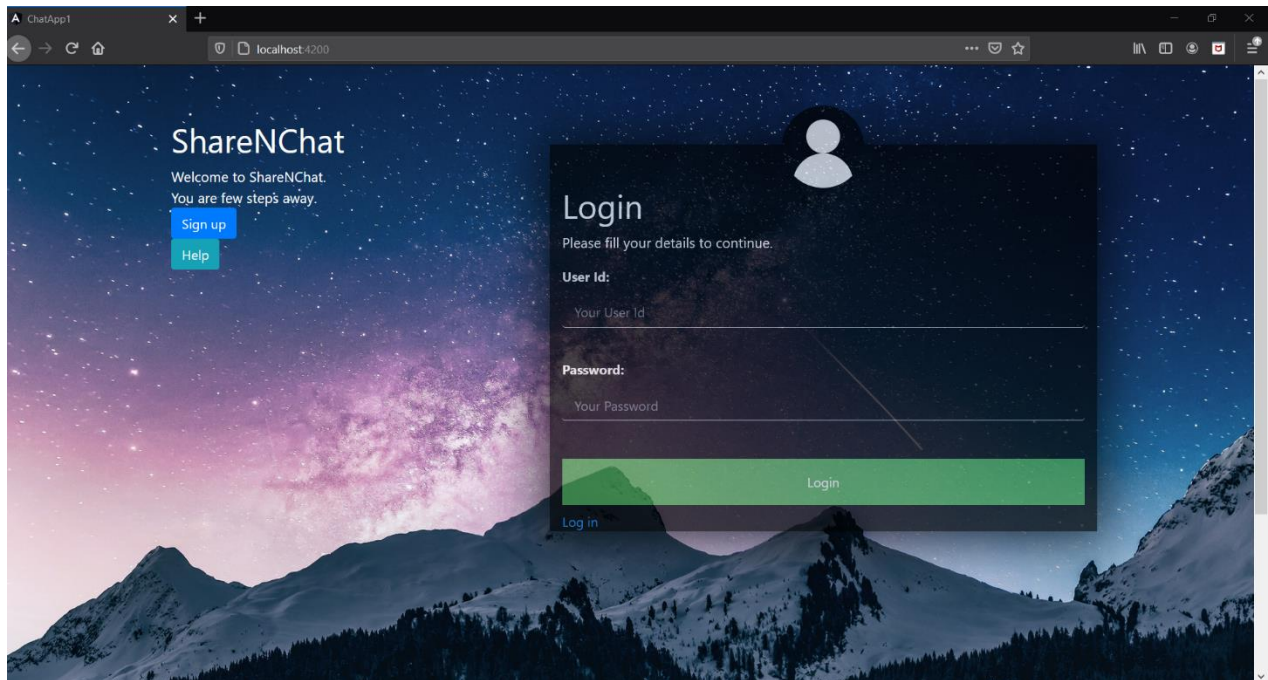 ChatApp1
localhost:4200
ShareNChat
Welcome to ShareNChat.
You are few steps away.
Sign up
Help
Login
Please fill your details to continue.
User Id:
Your User Id
Password:
Your Password
Login
Log in